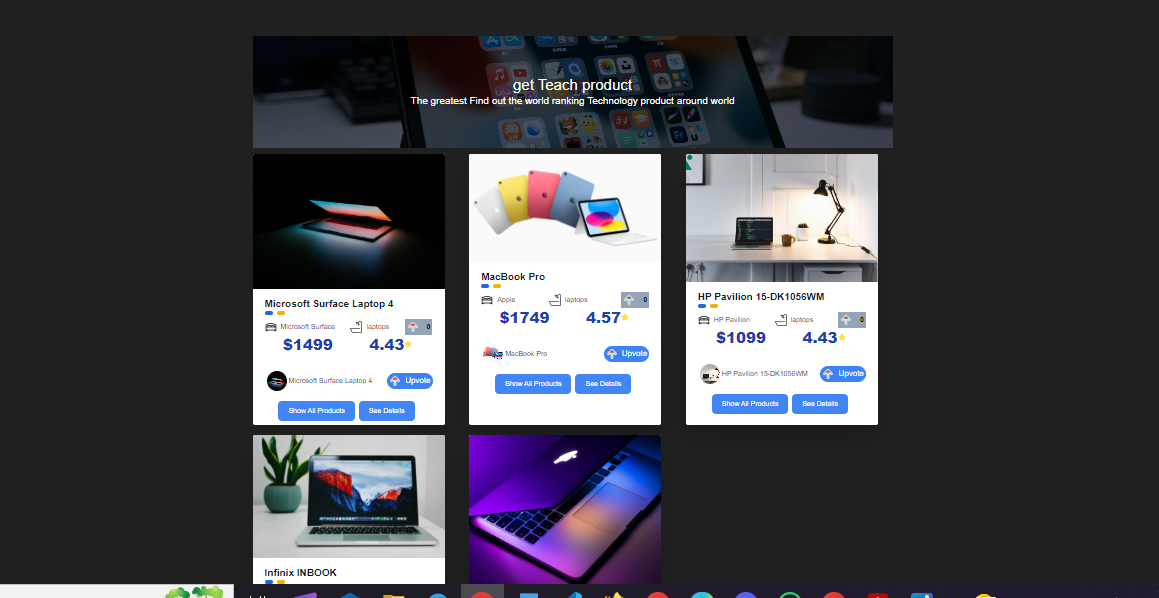 get Teach product
The greatest Find out the world ranking Technology product around world
Microsoft Surface Laptop 4
Microsoft Surface
laptops
0
$1499
4.43
Microsoft Surface Laptop 4
Upvote
Show All Products
See Details
MacBook Pro
Apple
laptops
0
$1749
4.57
MacBook Pro
Upvote
Show All Products
See Details
HP Pavilion 15-DK1056WM
HP Pavilion
laptops
0
$1099
4.43
HP Pavilion 15-DK1056WM
Upvote
Show All Products
See Details
Infinix INBOOK